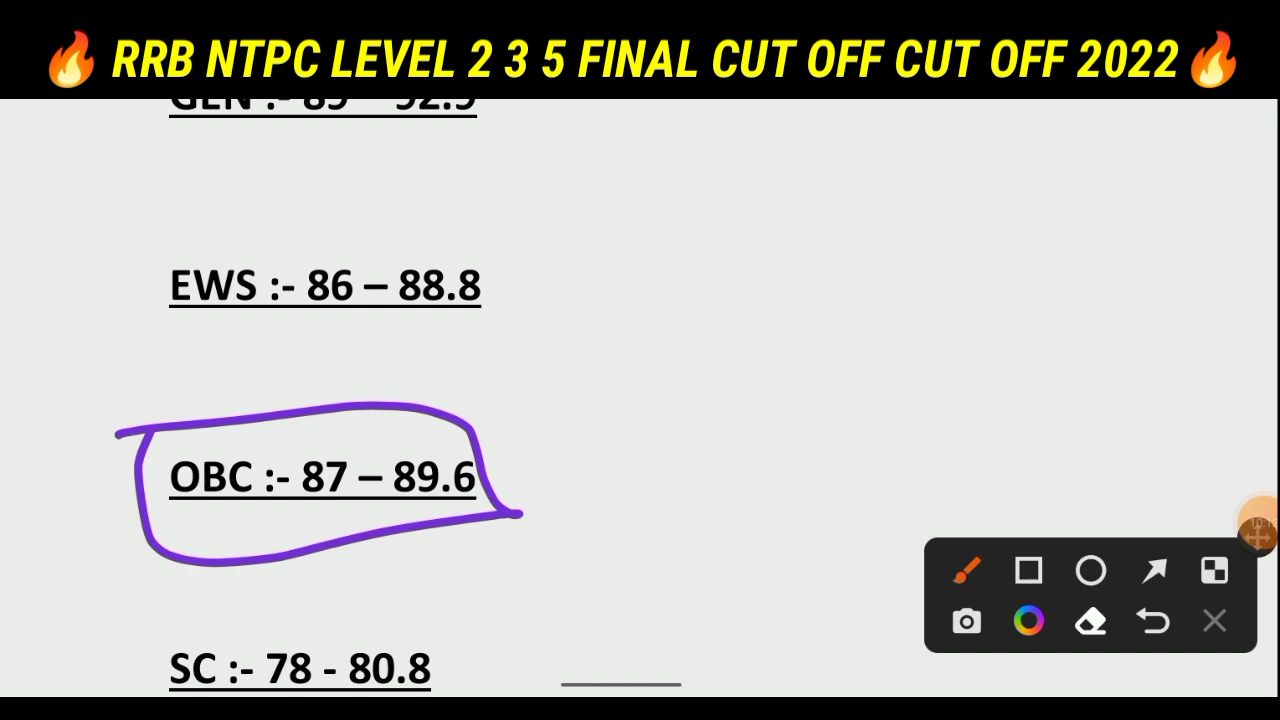 RRB NTPC LEVEL 2 3 5 FINAL CUT OFF CUT OFF 2022
EWS :- 86 – 88.8
OBC :- 87 – 89.6
SC :- 78 - 80.8